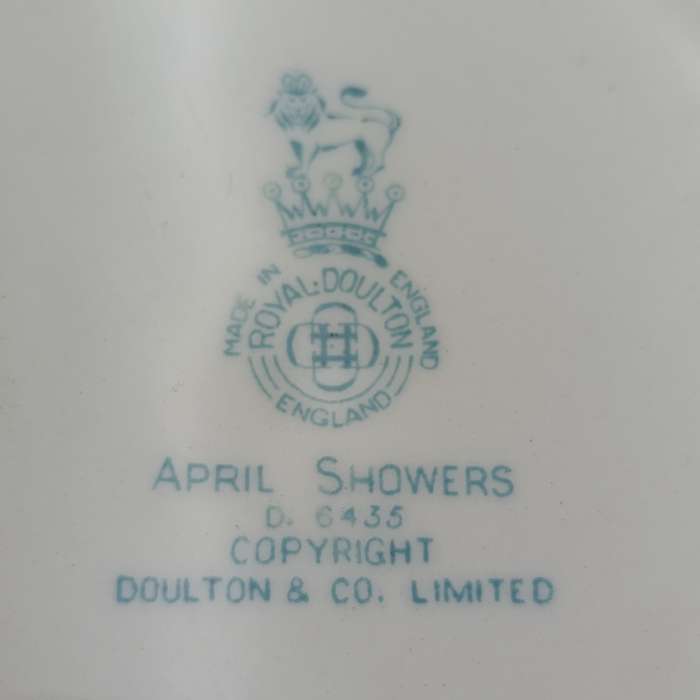 MADE IN ENGLAND
ROYAL·DOULTON
ENGLAND
APRIL SHOWERS
D. 6435
COPYRIGHT
DOULTON & CO. LIMITED